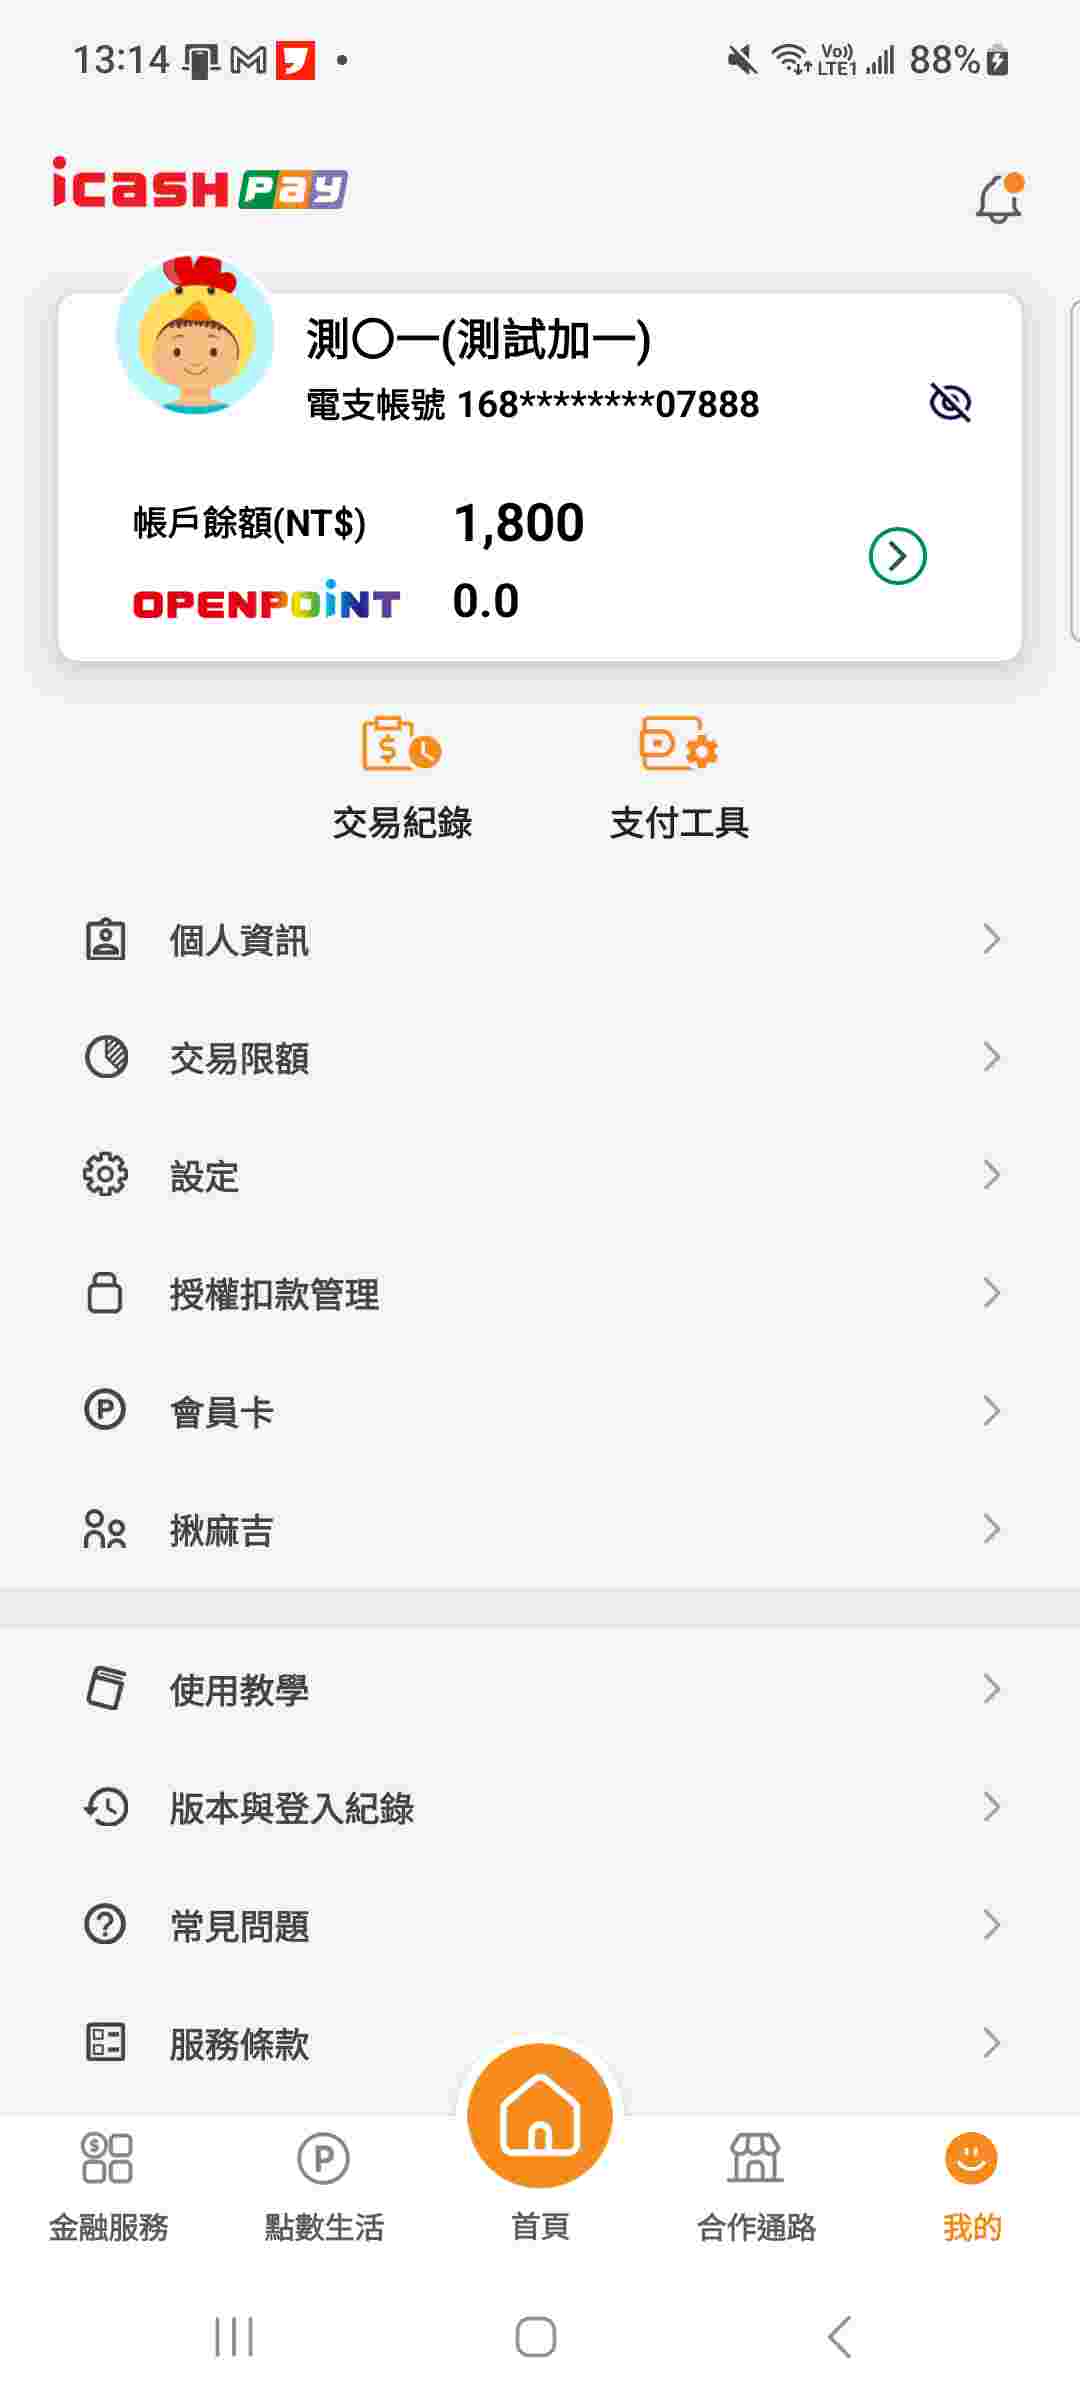 13:14
Vo))
LTE1
88%
icash Pay
測〇一(測試加一)
電支帳號 168********07888
帳戶餘額(NT$) 1,800
OPENPOINT 0.0
交易紀錄 支付工具
個人資訊
交易限額
設定
授權扣款管理
會員卡
揪麻吉
使用教學
版本與登入紀錄
常見問題
服務條款
金融服務 點數生活 首頁 合作通路 我的